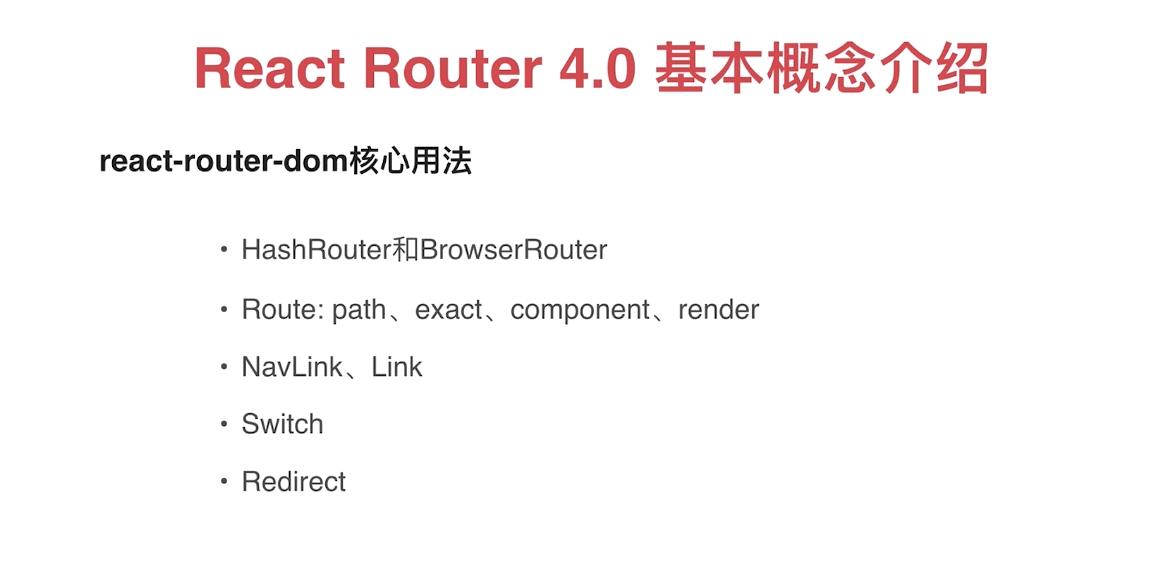 React Router 4.0 基本概念介绍
react-router-dom核心用法
• HashRouter和BrowserRouter
• Route: path、exact、component、render
• NavLink、Link
• Switch
• Redirect